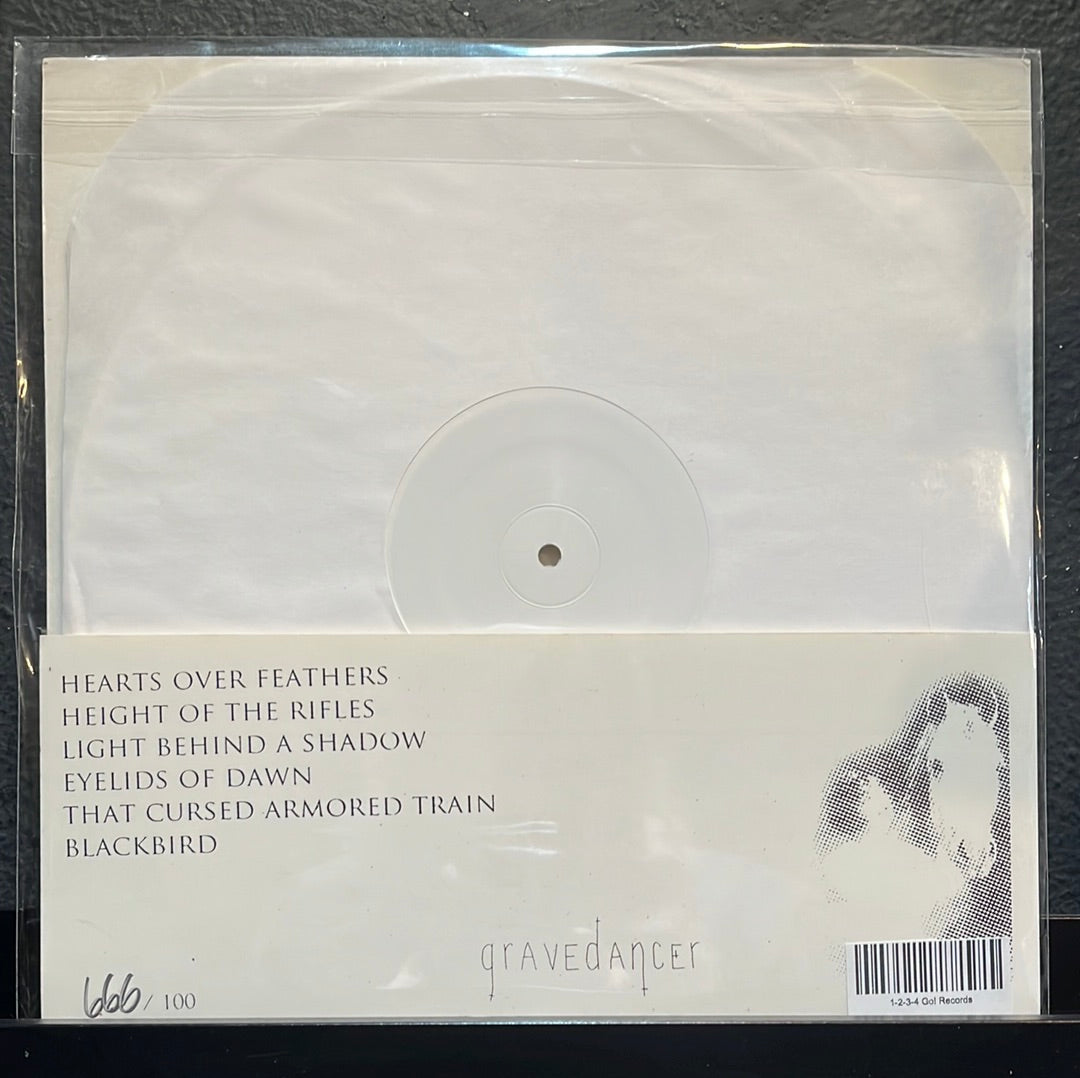 HEARTS OVER FEATHERS
HEIGHT OF THE RIFLES
LIGHT BEHIND A SHADOW
EYELIDS OF DAWN
THAT CURSED ARMORED TRAIN
BLACKBIRD
gravedancer
666/ 100
1-2-3-4 Go! Records